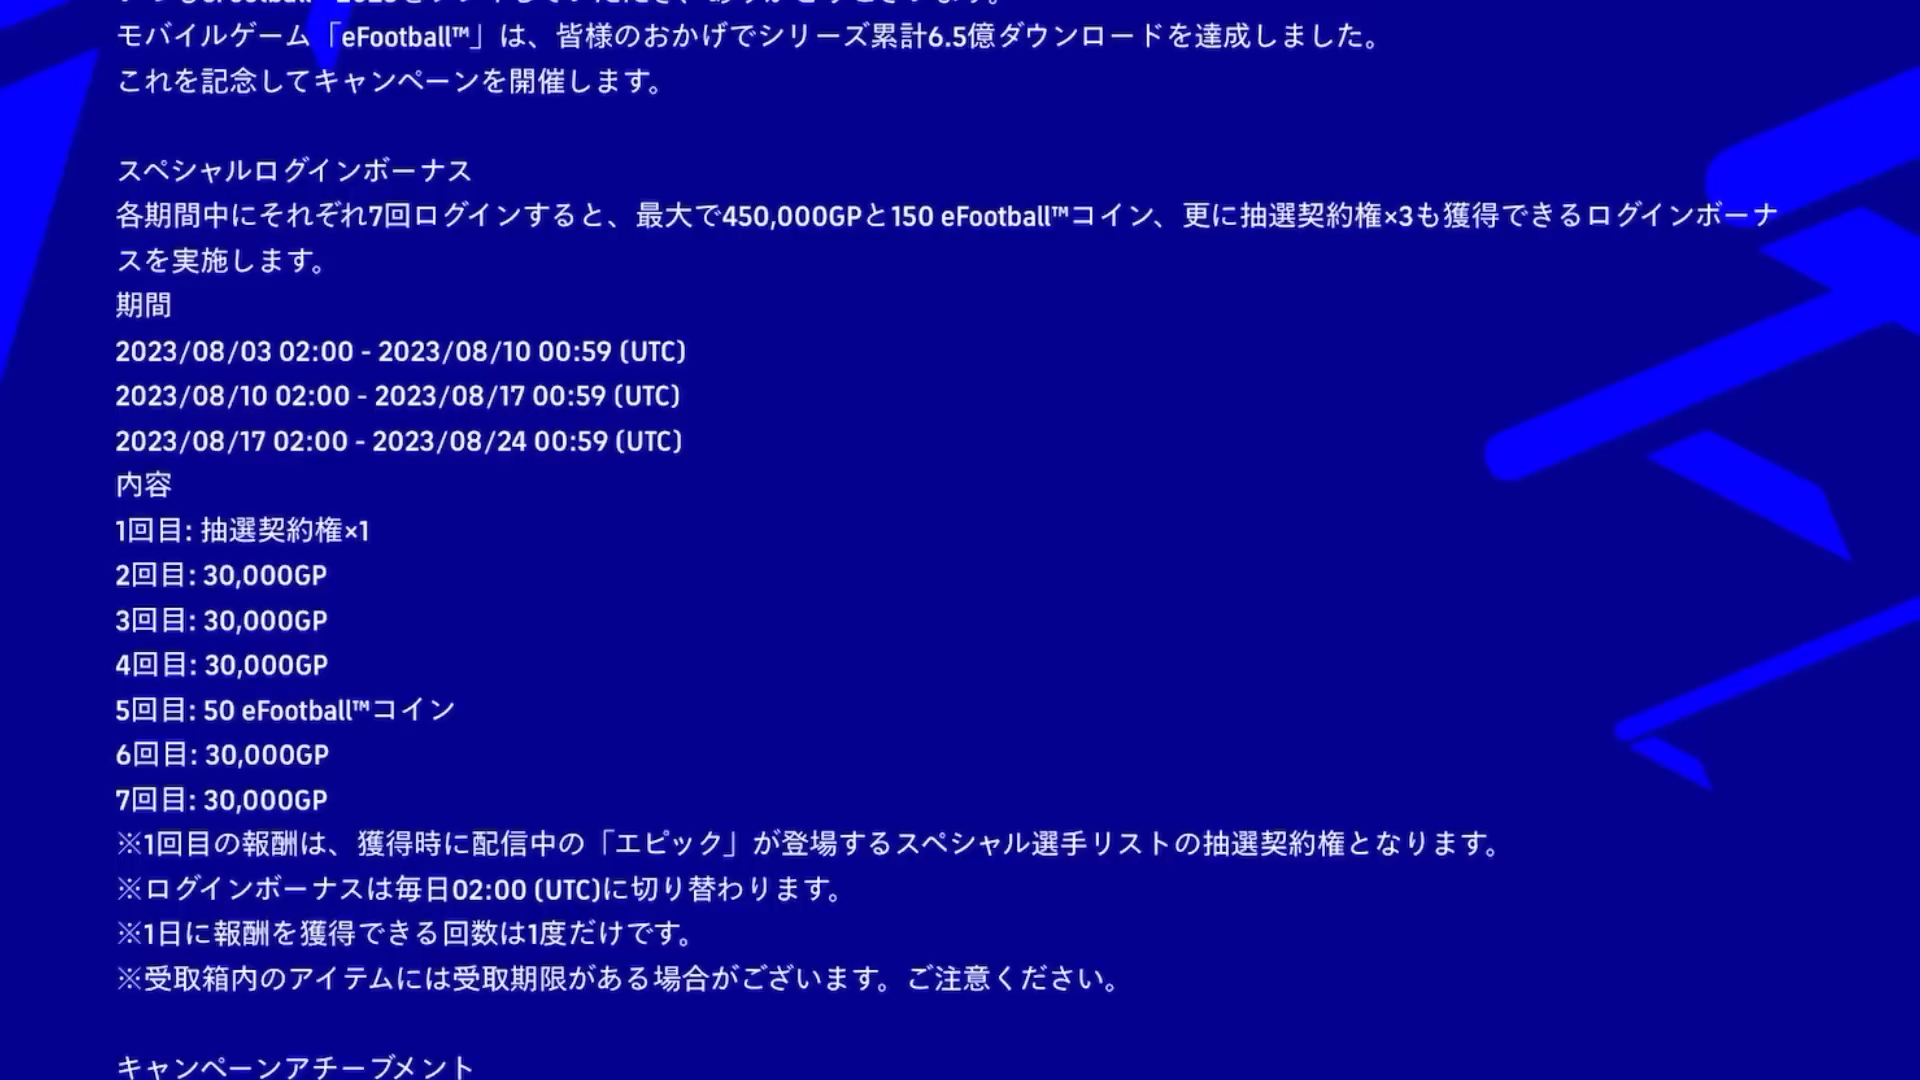 モバイルゲーム「eFootball™」は、皆様のおかげでシリーズ累計6.5億ダウンロードを達成しました。
これを記念してキャンペーンを開催します。
スペシャルログインボーナス
各期間中にそれぞれ7回ログインすると、最大で450,000GPと150 eFootball™コイン、更に抽選契約権×3も獲得できるログインボーナ
スを実施します。
期間
2023/08/03 02:00 - 2023/08/10 00:59 (UTC)
2023/08/10 02:00 - 2023/08/17 00:59 (UTC)
2023/08/17 02:00 - 2023/08/24 00:59 (UTC)
内容
1回目: 抽選契約権×1
2回目: 30,000GP
3回目: 30,000GP
4回目: 30,000GP
5回目: 50 eFootball™コイン
6回目: 30,000GP
7回目: 30,000GP
※1回目の報酬は、獲得時に配信中の「エピック」が登場するスペシャル選手リストの抽選契約権となります。
※ログインボーナスは毎日02:00 (UTC)に切り替わります。
※1日に報酬を獲得できる回数は1度だけです。
※受取箱内のアイテムには受取期限がある場合がございます。ご注意ください。
キャンペーンアチーブメント